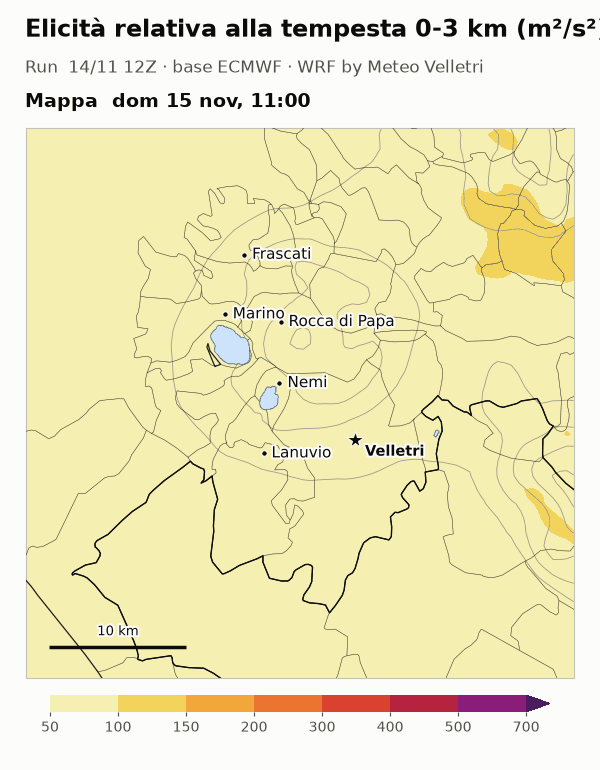 Elicità relativa alla tempesta 0-3 km (m²/s²)
Run 14/11 12Z · base ECMWF · WRF by Meteo Velletri
Mappa dom 15 nov, 11:00
Frascati
Marino
Rocca di Papa
Nemi
Lanuvio
Velletri
10 km
50 100 150 200 300 400 500 700